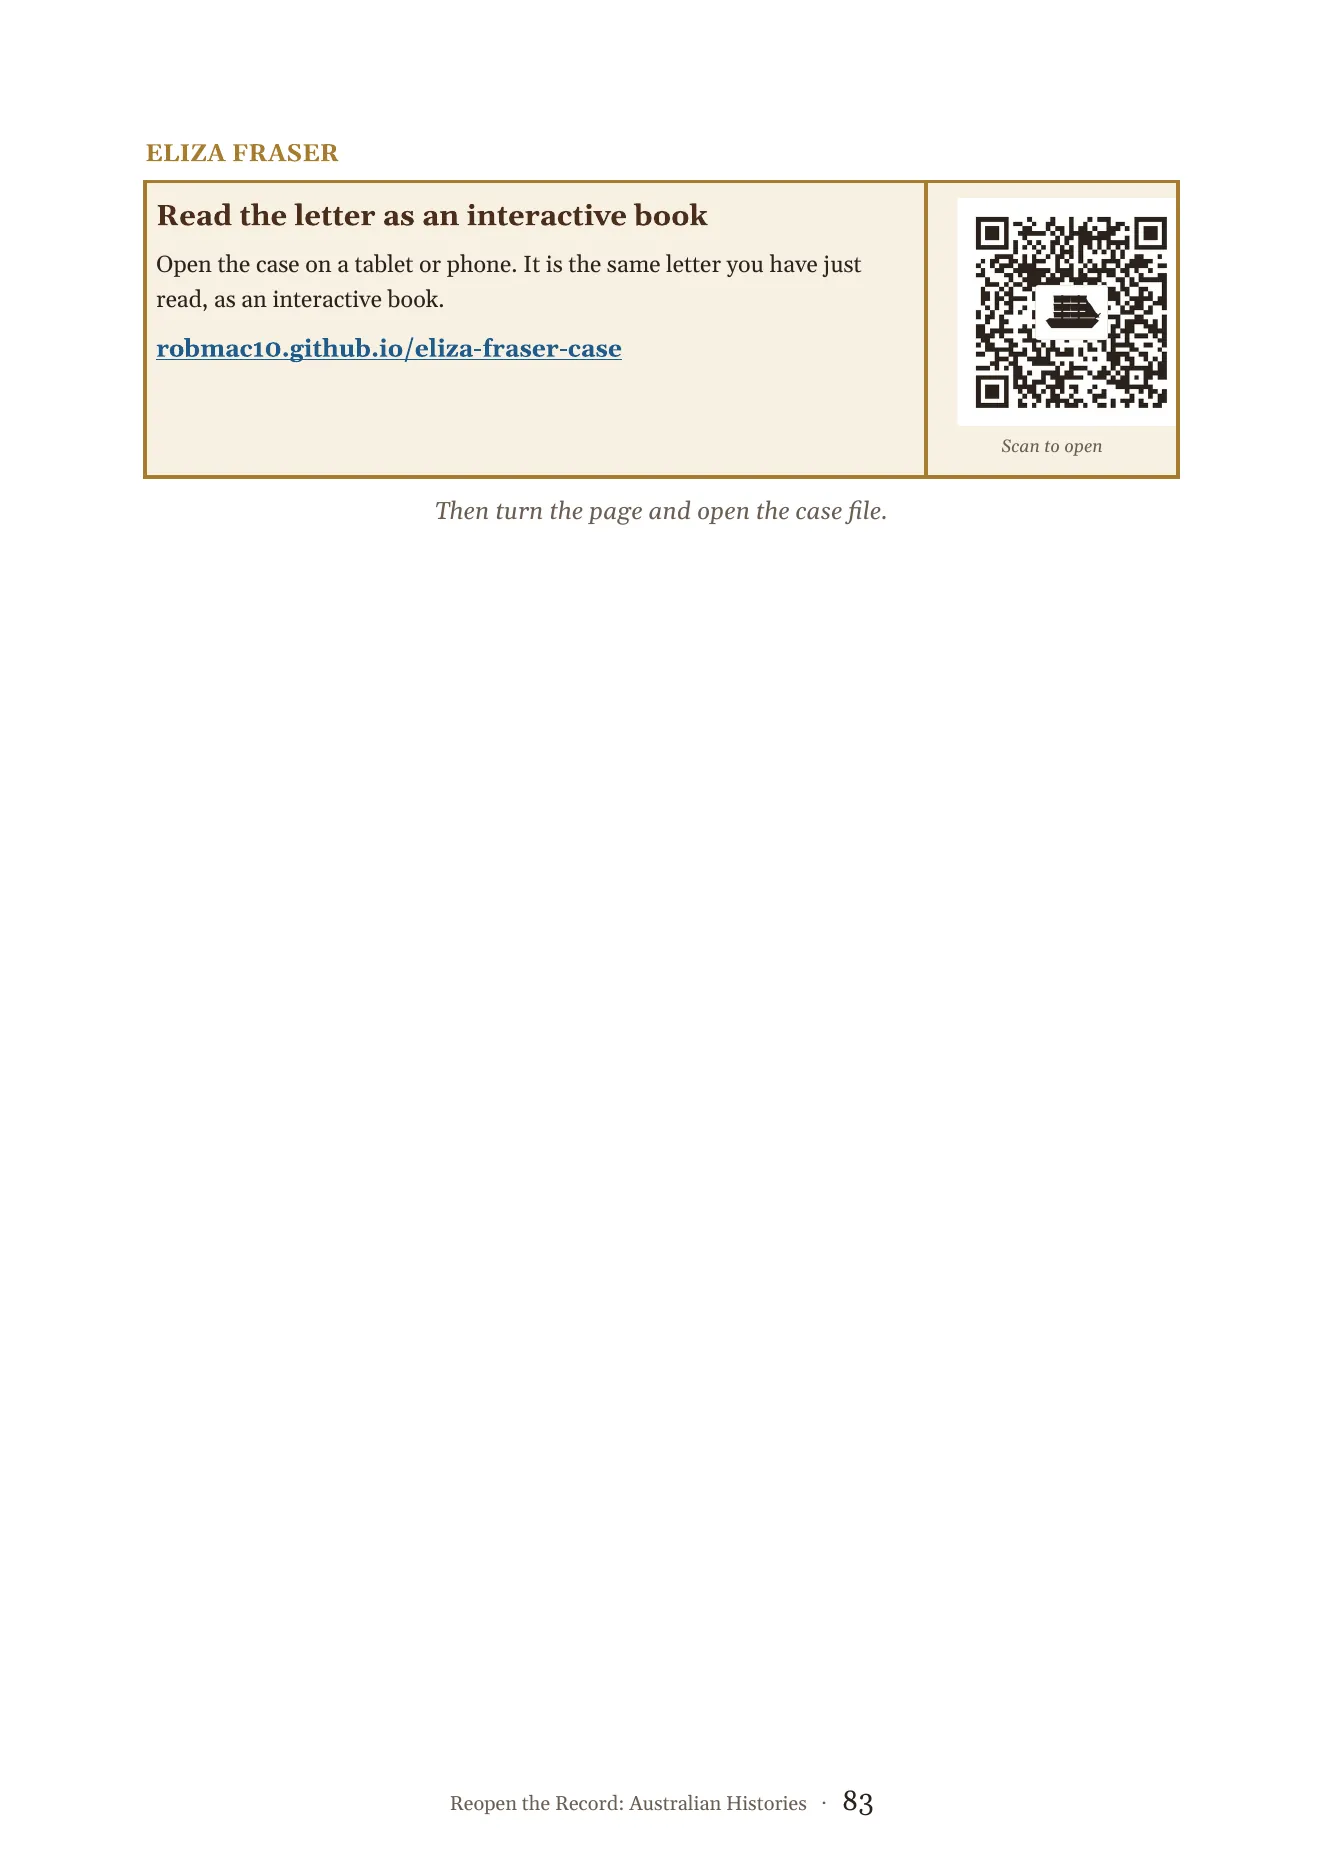 ELIZA FRASER
Read the letter as an interactive book
Open the case on a tablet or phone. It is the same letter you have just
read, as an interactive book.
robmac10.github.io/eliza-fraser-case
Scan to open
Then turn the page and open the case file.
Reopen the Record: Australian Histories · 83